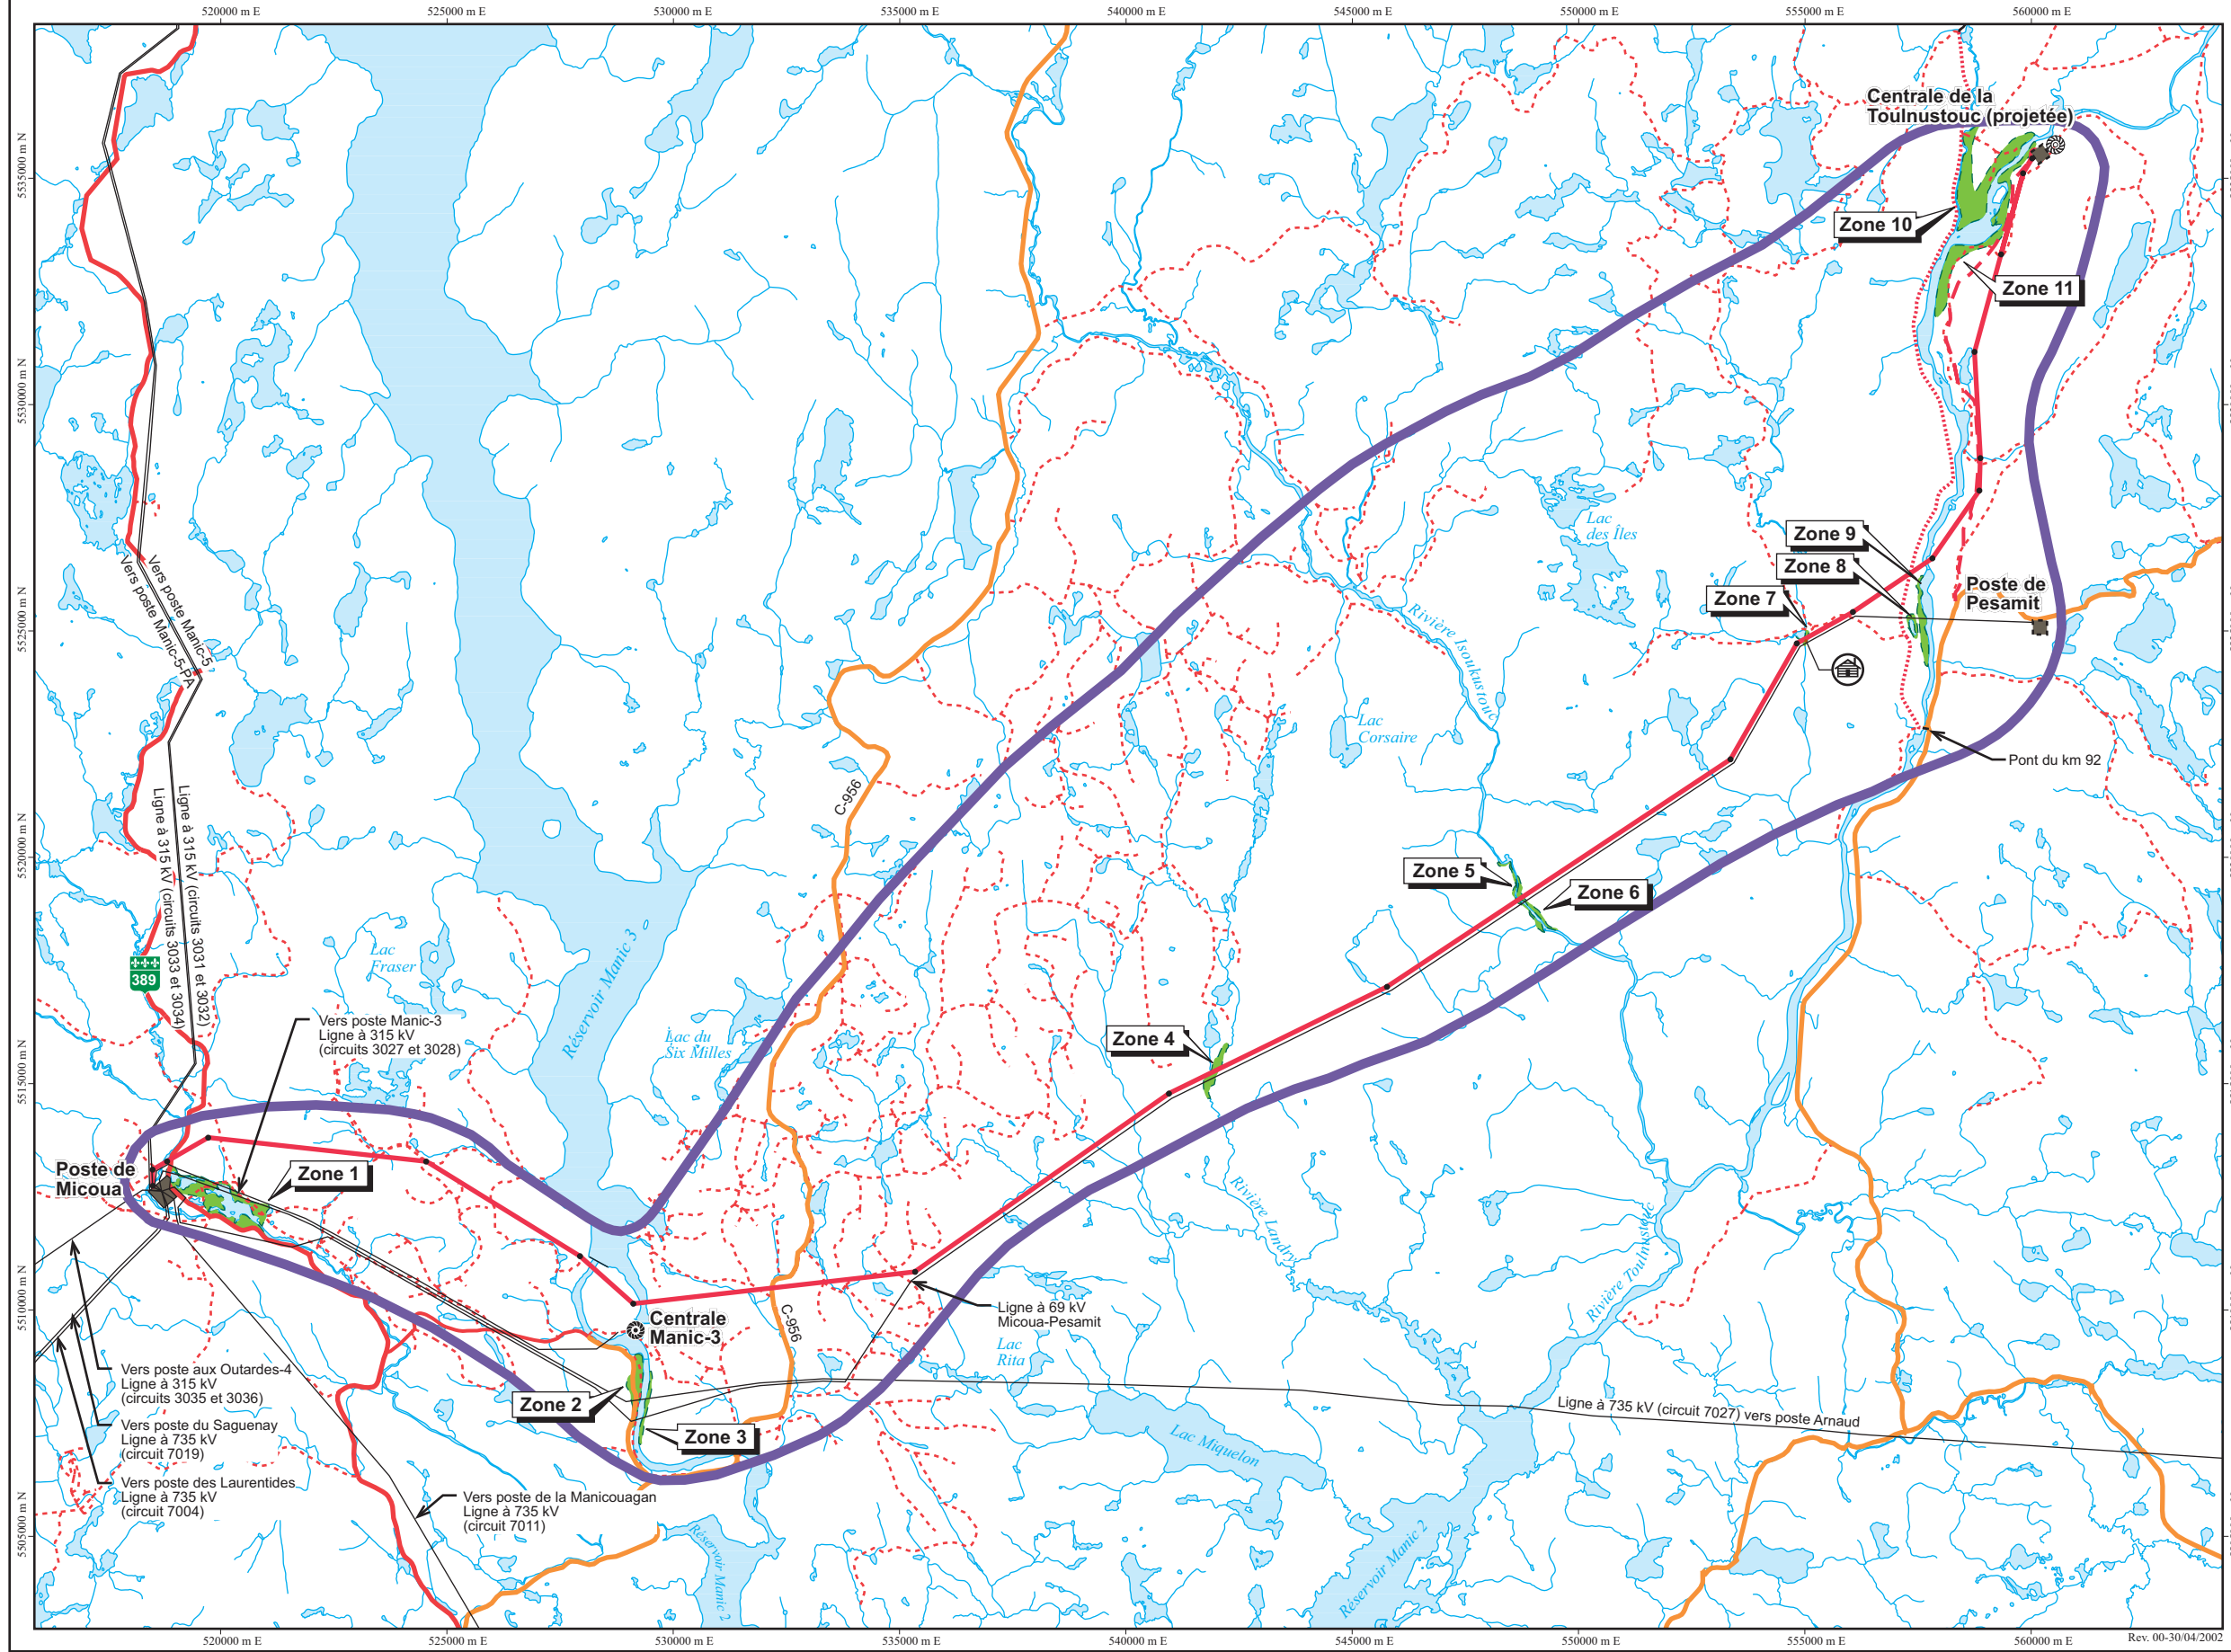 520000 m E
525000 m E
530000 m E
535000 m E
540000 m E
545000 m E
550000 m E
555000 m E
560000 m E
5535000 m N
5530000 m N
5525000 m N
5520000 m N
5515000 m N
5510000 m N
5505000 m N
Centrale de la
Toulnustouc (projetée)
Zone 10
Zone 11
Lac
des Îles
Zone 9
Zone 8
Zone 7
Poste de
Pesamit
Vers poste Manic-5
Vers poste Manic-5-PA
Rivière Isoukustouc
Lac
Corsaire
Pont du km 92
C-956
Ligne à 315 kV (circuits 3031 et 3032)
Ligne à 315 kV (circuits 3033 et 3034)
Zone 5
Zone 6
389
Lac
Fraser
Réservoir Manic 3
Vers poste Manic-3
Ligne à 315 kV
(circuits 3027 et 3028)
Lac du
Six Milles
Zone 4
Poste de
Micoua
Zone 1
Rivière Landry
Rivière Toulnustouc
Ligne à 69 kV
Micoua-Pesamit
Centrale
Manic-3
C-956
Lac
Rita
Vers poste aux Outardes-4
Ligne à 315 kV
(circuits 3035 et 3036)
Zone 2
Zone 3
Ligne à 735 kV (circuit 7027) vers poste Arnaud
Vers poste du Saguenay
Ligne à 735 kV
(circuit 7019)
Lac Miquelon
Vers poste des Laurentides
Ligne à 735 kV
(circuit 7004)
Vers poste de la Manicouagan
Ligne à 735 kV
(circuit 7011)
Réservoir Manic 2
Réservoir Manic 2
520000 m E
525000 m E
530000 m E
535000 m E
540000 m E
545000 m E
550000 m E
555000 m E
560000 m E
Rev. 00-30/04/2002